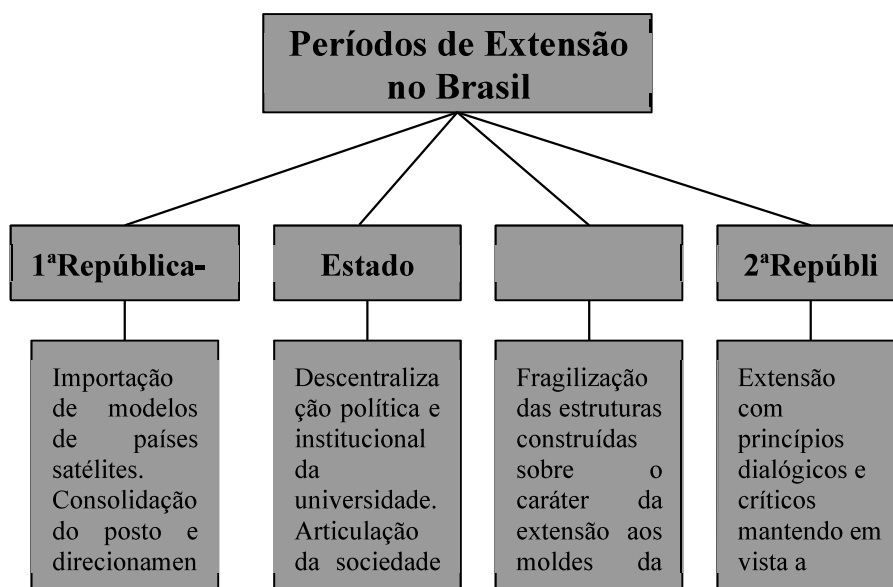 Períodos de Extensão
no Brasil
1ªRepública-
Estado
2ªRepúbli
Importação
de modelos
de países
satélites.
Consolidação
do posto e
direcionamen
Descentraliza
ção política e
institucional
da
universidade.
Articulação
da sociedade
Fragilização
das estruturas
construídas
sobre o
caráter da
extensão aos
moldes da
Extensão
com
princípios
dialógicos e
críticos
mantendo em
vista a